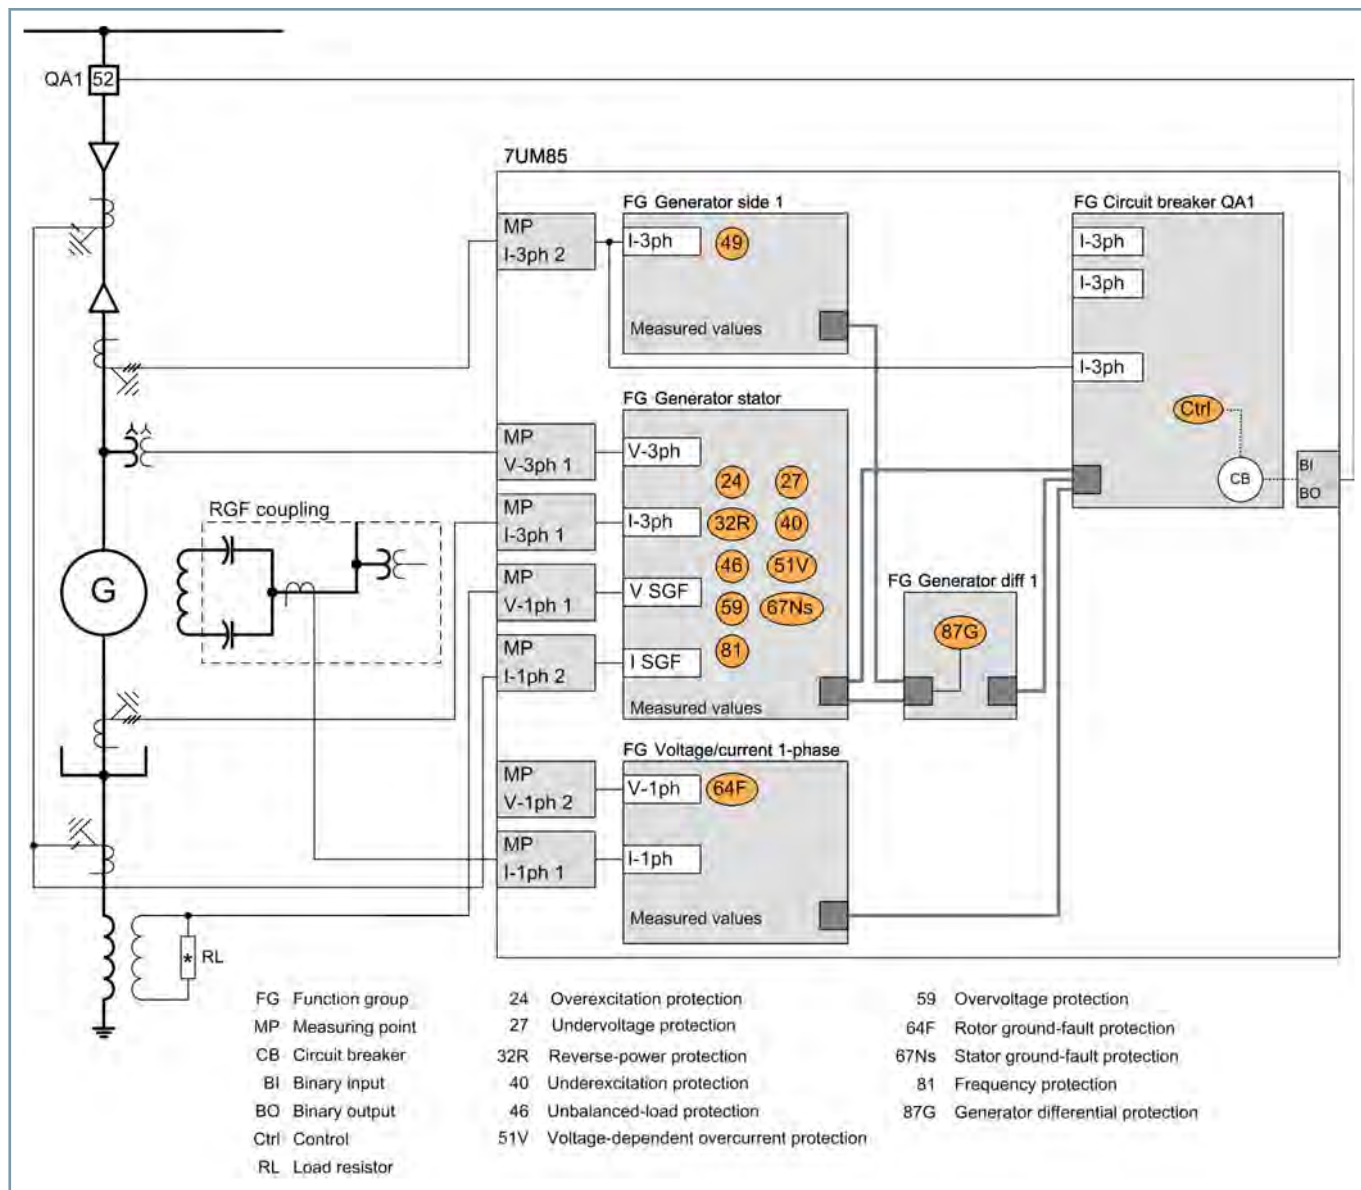 QA1 52
7UM85
FG Generator side 1
FG Circuit breaker QA1
MP
I-3ph 2
I-3ph
49
Measured values
I-3ph
I-3ph
I-3ph
Ctrl
CB
BI
BO
FG Generator stator
MP
V-3ph 1
V-3ph
MP
I-3ph 1
I-3ph
MP
V-1ph 1
V SGF
MP
I-1ph 2
I SGF
24 27
32R 40
46 51V
59 67Ns
81
Measured values
RGF coupling
G
FG Generator diff 1
87G
FG Voltage/current 1-phase
MP
V-1ph 2
V-1ph
64F
MP
I-1ph 1
I-1ph
Measured values
* RL
FG Function group
MP Measuring point
CB Circuit breaker
BI Binary input
BO Binary output
Ctrl Control
RL Load resistor
24 Overexcitation protection
27 Undervoltage protection
32R Reverse-power protection
40 Underexcitation protection
46 Unbalanced-load protection
51V Voltage-dependent overcurrent protection
59 Overvoltage protection
64F Rotor ground-fault protection
67Ns Stator ground-fault protection
81 Frequency protection
87G Generator differential protection